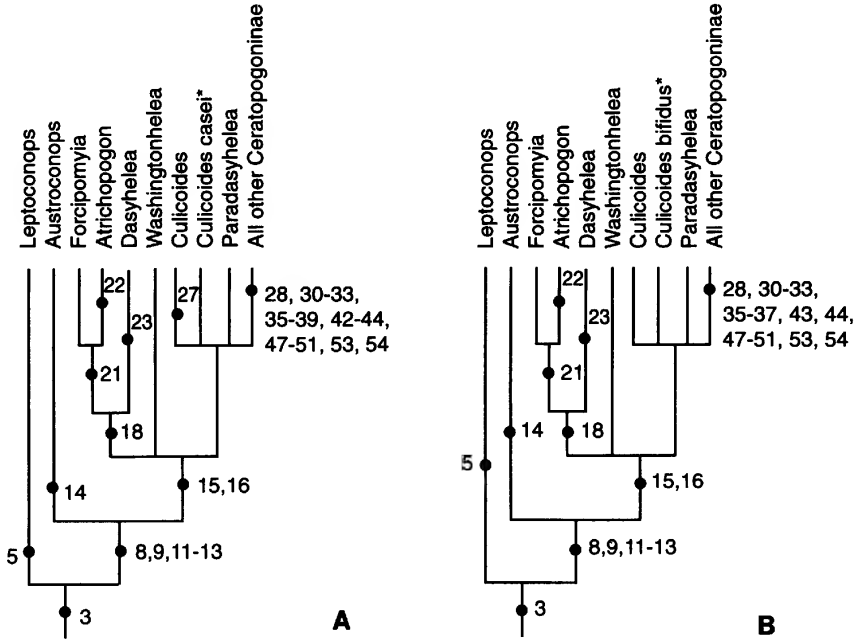 Leptoconops
Austroconops
Forcipomyia
Atrichopogon
Dasyhelea
Washingtonhelea
Culicoides
Culicoides casei*
Paradasyhelea
All other Ceratopogoninae
22
27
28, 30-33,
35-39, 42-44,
47-51, 53, 54
23
21
18
14
15,16
5
8,9,11-13
3
A
Leptoconops
Austroconops
Forcipomyia
Atrichopogon
Dasyhelea
Washingtonhelea
Culicoides
Culicoides bifidus*
Paradasyhelea
All other Ceratopogoninae
22
28, 30-33,
35-37, 43, 44,
47-51, 53, 54
23
21
14
18
5
15,16
8,9,11-13
3
B